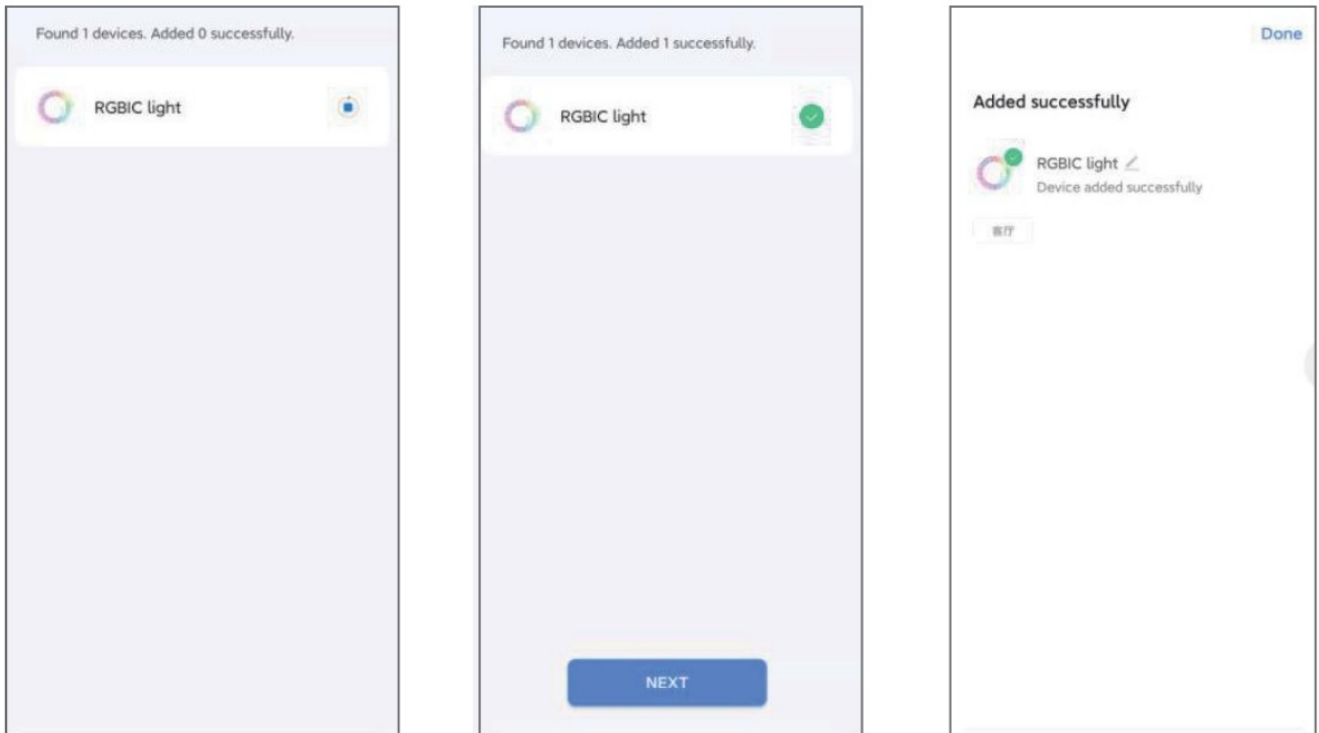 Found 1 devices. Added 0 successfully.
RGBIC light
Found 1 devices. Added 1 successfully.
RGBIC light
NEXT
Done
Added successfully
RGBIC light
Device added successfully
客厅